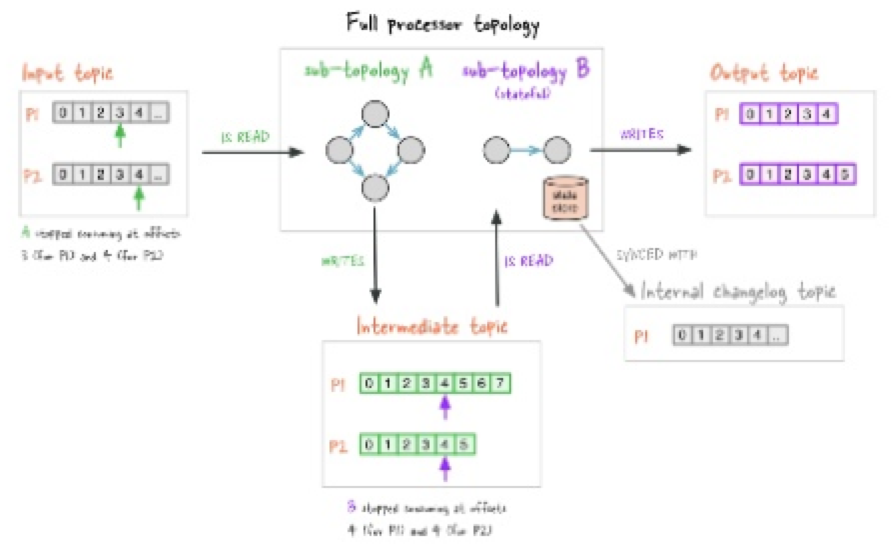 Full processor topology
Input topic
P1 0 1 2 3 4 ...
P2 0 1 2 3 4 ...
A stopped consuming at offsets
3 (for P1) and 4 (for P2)
IS READ
sub-topology A
sub-topology B
(stateful)
state
store
WRITES
Output topic
P1 0 1 2 3 4
P2 0 1 2 3 4 5
WRITES
IS READ
SYNCED WITH
Internal changelog topic
P1 0 1 2 3 4 ...
Intermediate topic
P1 0 1 2 3 4 5 6 7
P2 0 1 2 3 4 5
B stopped consuming at offsets
4 (for P1) and 4 (for P2)